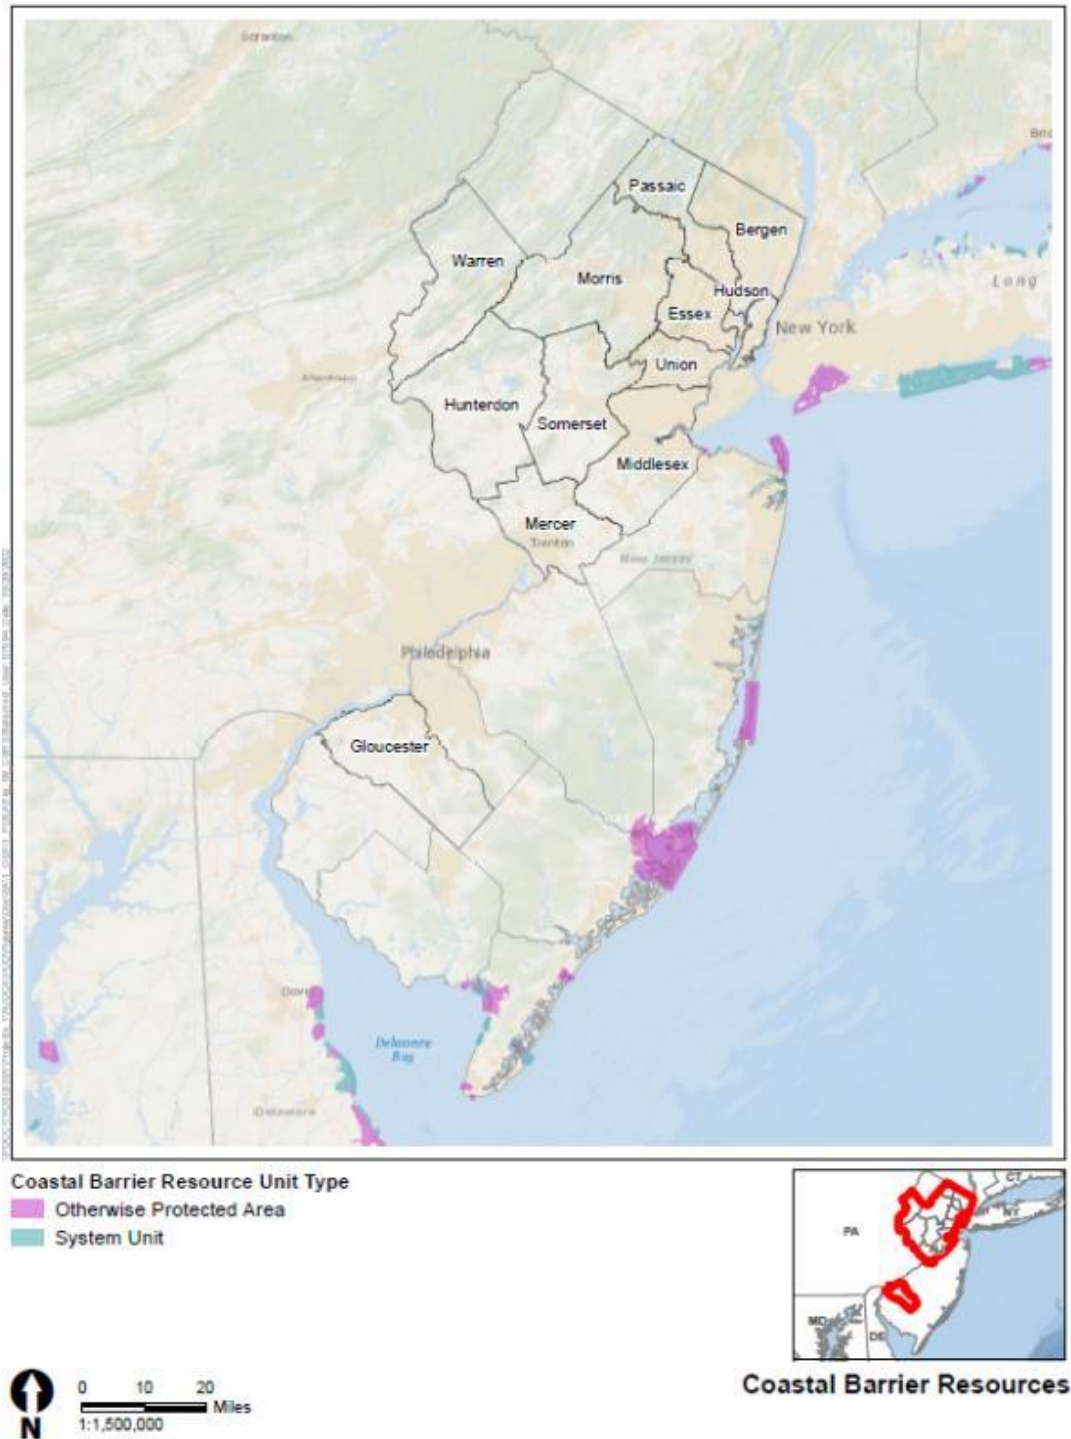 Scranton
Bri
Passaic
Bergen
Warren
Morris
Long
Hudson
Essex
New York
Union
Allentown
Hunterdon
Somerset
Middlesex
Mercer
Trenton
New Jersey
Philadelphia
Gloucester
Dover
Delaware
Bay
Delaware
Coastal Barrier Resource Unit Type
Otherwise Protected Area
System Unit
CT
NY
PA
NJ
MD
DE
Coastal Barrier Resources
0 10 20
Miles
1:1,500,000
N